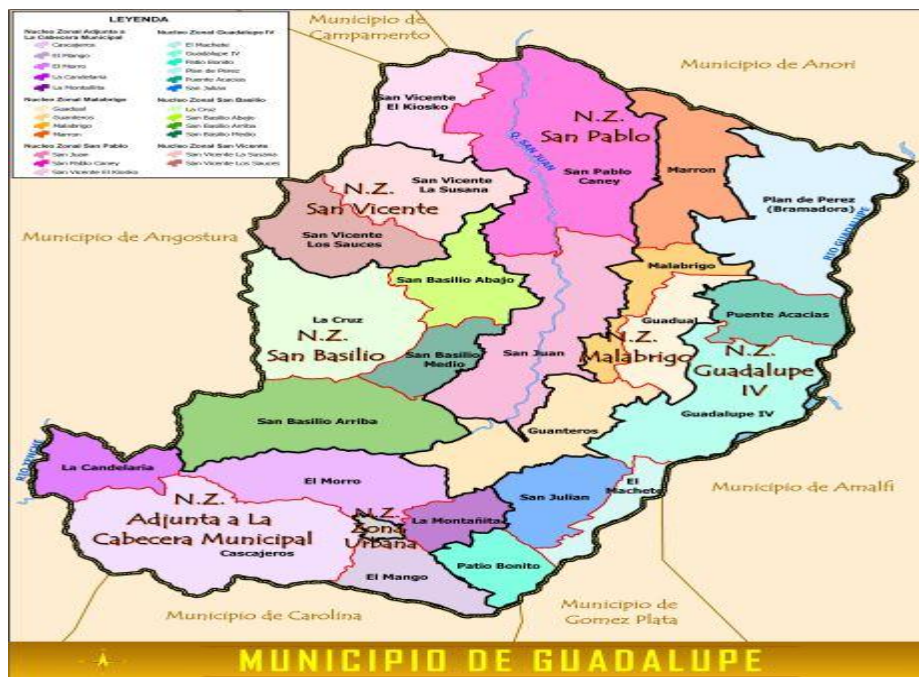 LEYENDA
Nucleo Zonal Adjunta a
La Cabecera Municipal
Cascajeros
El Mango
El Morro
La Candelaria
La Montañita
Nucleo Zonal Malabrigo
Guadual
Guanteros
Malabrigo
Marron
Nucleo Zonal San Pablo
San Juan
San Pablo Caney
San Vicente El Kiosko
Nucleo Zonal Guadalupe IV
El Machete
Guadalupe IV
Patio Bonito
Plan de Perez
Puente Acacias
San Julian
Nucleo Zonal San Basilio
La Cruz
San Basilio Abajo
San Basilio Arriba
San Basilio Medio
Nucleo Zonal San Vicente
San Vicente La Susana
San Vicente Los Sauces
Municipio de
Campamento
Municipio de Anori
San Vicente
El Kiosko
N.Z.
San Pablo
Q. SAN JUAN
San Pablo
Caney
Marron
Plan de Perez
(Bramadora)
RIO GUADALUPE
San Vicente
La Susana
N.Z.
San Vicente
San Vicente
Los Sauces
Municipio de Angostura
San Basilio Abajo
Malabrigo
La Cruz
N.Z.
San Basilio
San Basilio
Medio
San Juan
Guadual
N.Z.
Malabrigo
Puente Acacias
N.Z.
Guadalupe
IV
Guadalupe IV
San Basilio Arriba
Guanteros
La Candelaria
El Morro
San Julian
El
Machete
Municipio de Amalfi
N.Z.
Adjunta a La
Cabecera Municipal
Cascajeros
N.Z.
Zona
Urbana
La Montañita
El Mango
Patio Bonito
Municipio de Carolina
Municipio de
Gomez Plata
MUNICIPIO DE GUADALUPE